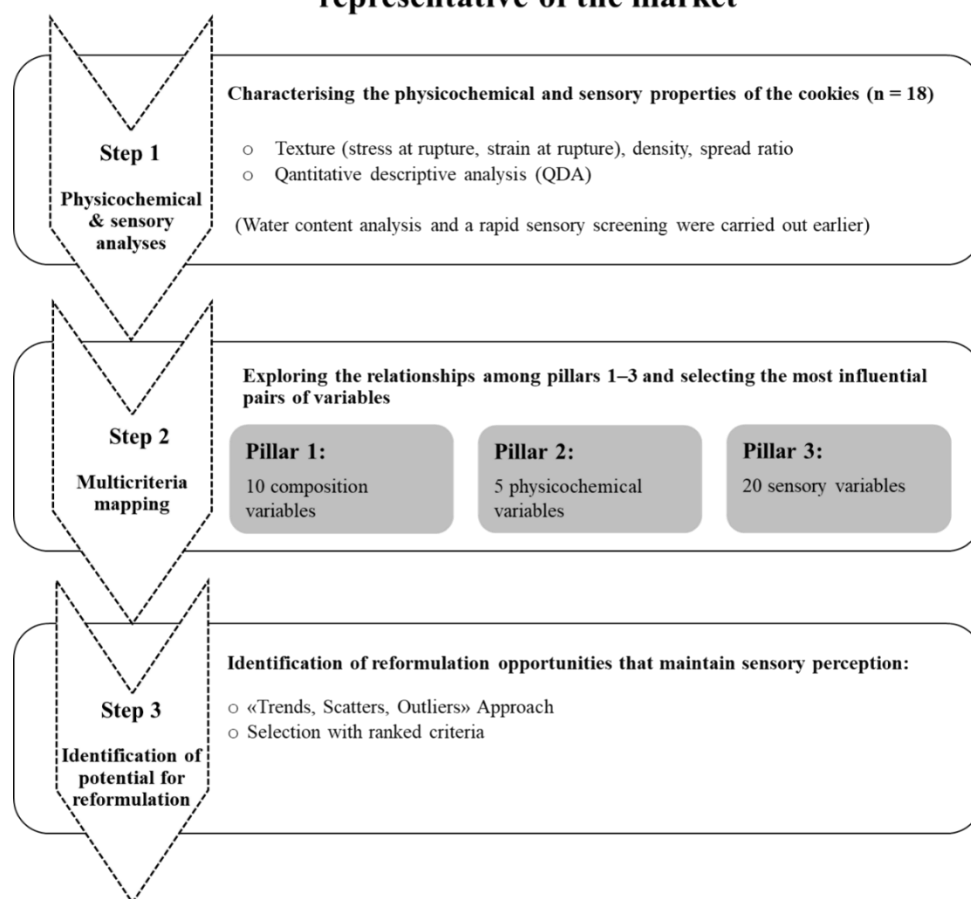 representative of the market
Characterising the physicochemical and sensory properties of the cookies (n = 18)
Step 1
Physicochemical
& sensory
analyses
○ Texture (stress at rupture, strain at rupture), density, spread ratio
○ Qantitative descriptive analysis (QDA)
(Water content analysis and a rapid sensory screening were carried out earlier)
Step 2
Multicriteria
mapping
Exploring the relationships among pillars 1–3 and selecting the most influential
pairs of variables
Pillar 1:
10 composition
variables
Pillar 2:
5 physicochemical
variables
Pillar 3:
20 sensory variables
Step 3
Identification of
potential for
reformulation
Identification of reformulation opportunities that maintain sensory perception:
○ «Trends, Scatters, Outliers» Approach
○ Selection with ranked criteria